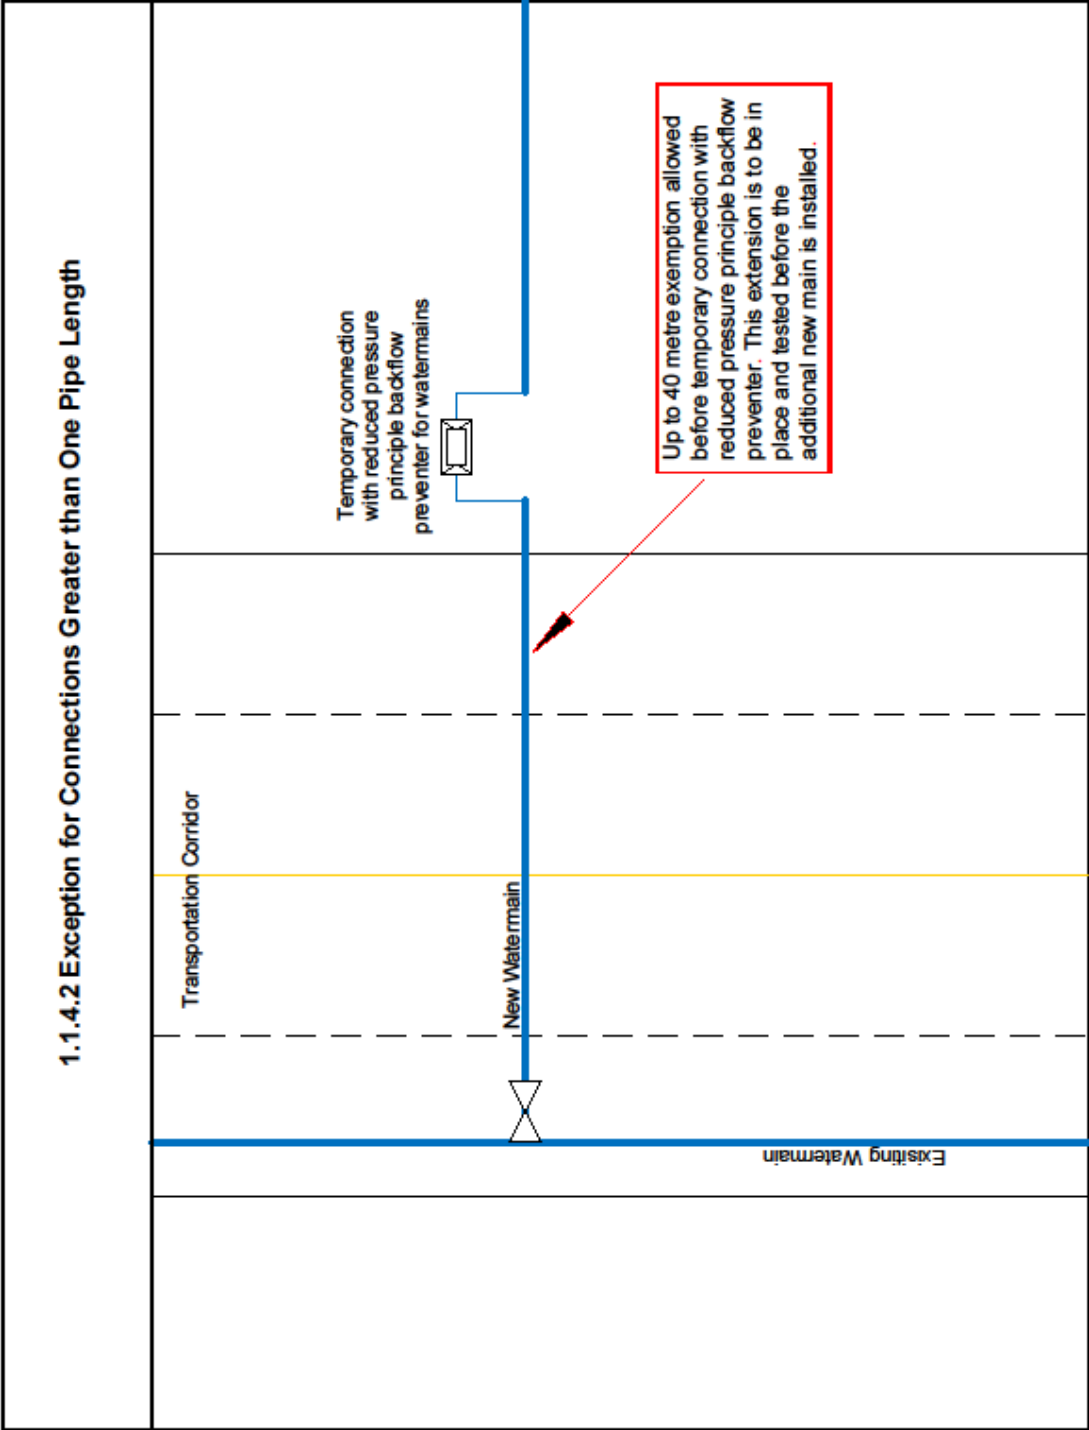 1.1.4.2 Exception for Connections Greater than One Pipe Length
Transportation Corridor
Temporary connection
with reduced pressure
principle backflow
preventer for watermains
New Watermain
Up to 40 metre exemption allowed
before temporary connection with
reduced pressure principle backflow
preventer. This extension is to be in
place and tested before the
additional new main is installed.
Exisiting Watermain